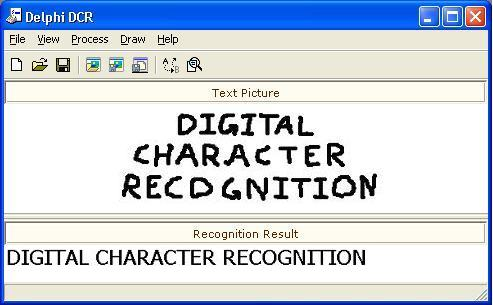 Delphi DCR
File View Process Draw Help
Text Picture
DIGITAL
CHARACTER
RECOGNITION
Recognition Result
DIGITAL CHARACTER RECOGNITION